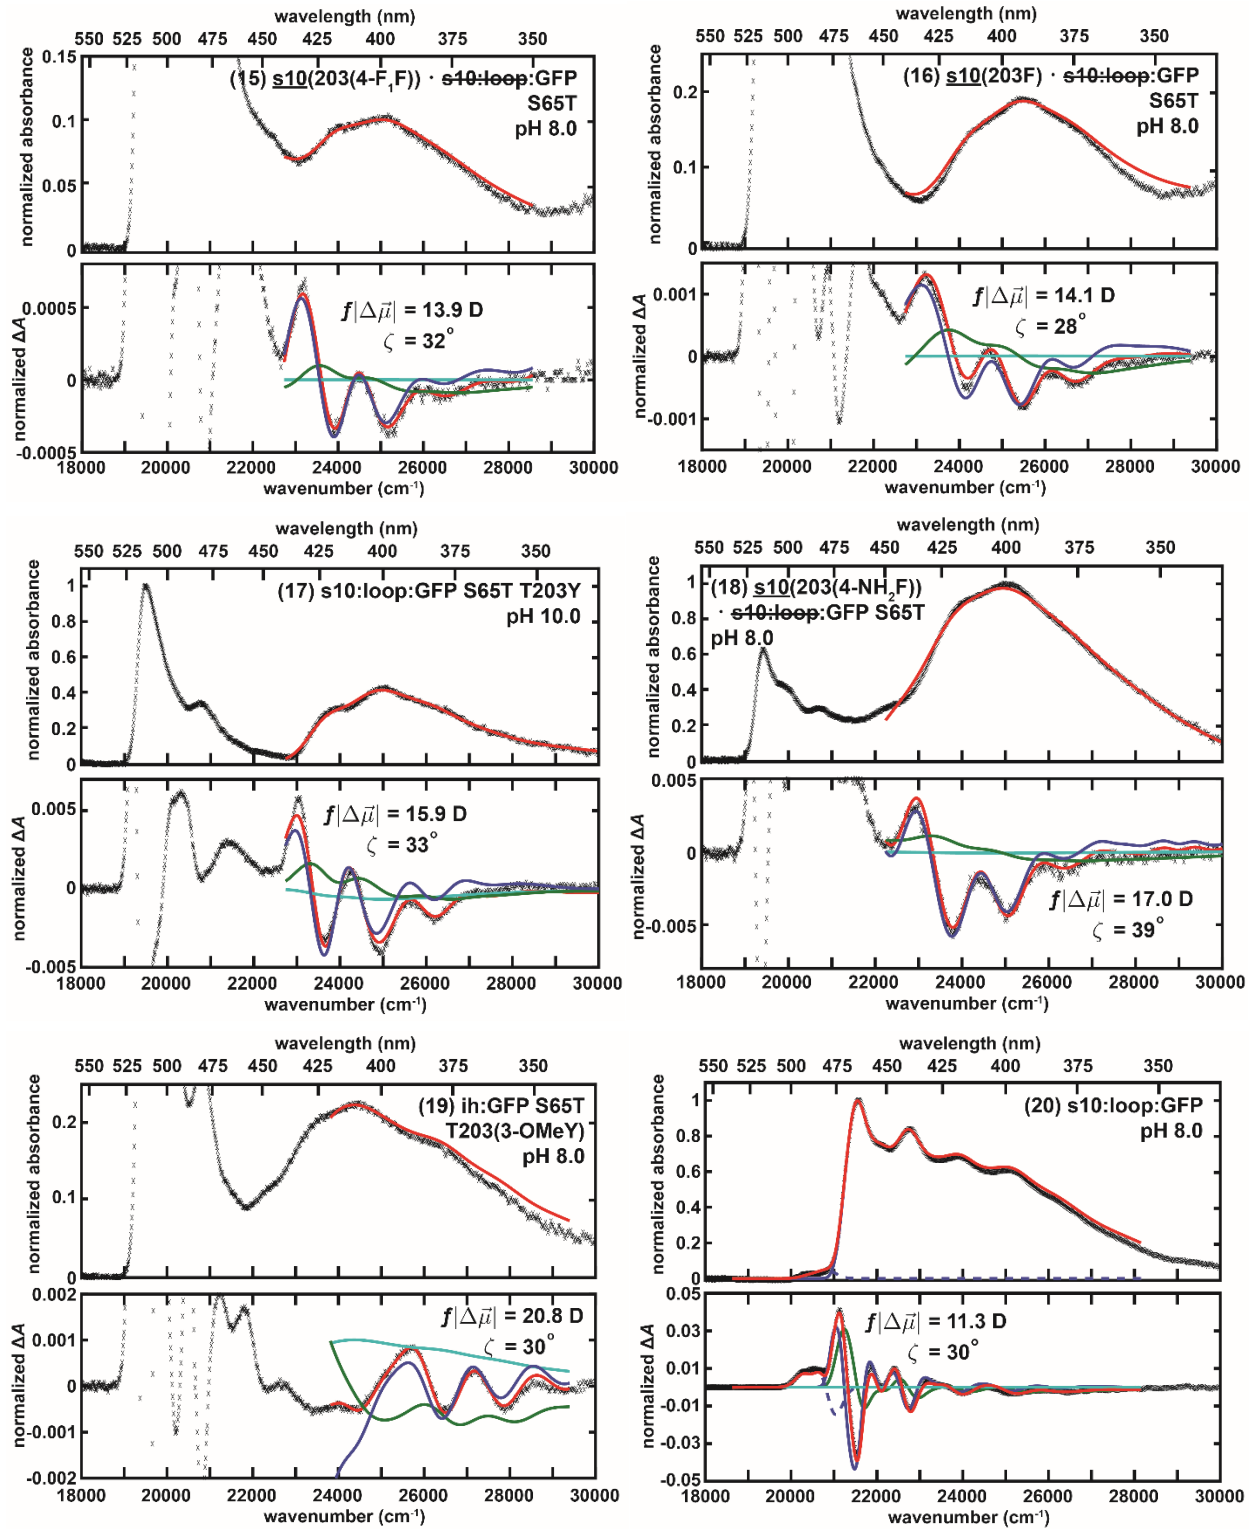 wavelength (nm)
550 525 500 475 450 425 400 375 350
normalized absorbance
0.15
0.1
0.05
0
(15) s10(203(4-F1F)) · s10:loop:GFP
S65T
pH 8.0
normalized ΔA
0.0005
0
-0.0005
f|Δμ⃗| = 13.9 D
ζ = 32°
18000 20000 22000 24000 26000 28000 30000
wavenumber (cm-1)
wavelength (nm)
550 525 500 475 450 425 400 375 350
normalized absorbance
0.2
0.1
0
(16) s10(203F) · s10:loop:GFP
S65T
pH 8.0
normalized ΔA
0.001
0
-0.001
f|Δμ⃗| = 14.1 D
ζ = 28°
18000 20000 22000 24000 26000 28000 30000
wavenumber (cm-1)
wavelength (nm)
550 525 500 475 450 425 400 375 350
normalized absorbance
1
0.8
0.6
0.4
0.2
0
(17) s10:loop:GFP S65T T203Y
pH 10.0
normalized ΔA
0.005
0
-0.005
f|Δμ⃗| = 15.9 D
ζ = 33°
18000 20000 22000 24000 26000 28000 30000
wavenumber (cm-1)
wavelength (nm)
550 525 500 475 450 425 400 375 350
normalized absorbance
1
0.8
0.6
0.4
0.2
0
(18) s10(203(4-NH2F))
· s10:loop:GFP S65T
pH 8.0
normalized ΔA
0.005
0
-0.005
f|Δμ⃗| = 17.0 D
ζ = 39°
18000 20000 22000 24000 26000 28000 30000
wavenumber (cm-1)
wavelength (nm)
550 525 500 475 450 425 400 375 350
normalized absorbance
0.2
0.1
0
(19) ih:GFP S65T
T203(3-OMeY)
pH 8.0
normalized ΔA
0.002
0.001
0
-0.001
-0.002
f|Δμ⃗| = 20.8 D
ζ = 30°
18000 20000 22000 24000 26000 28000 30000
wavenumber (cm-1)
wavelength (nm)
550 525 500 475 450 425 400 375 350
normalized absorbance
1
0.8
0.6
0.4
0.2
0
(20) s10:loop:GFP
pH 8.0
normalized ΔA
0.05
0.03
0.01
-0.01
-0.03
-0.05
f|Δμ⃗| = 11.3 D
ζ = 30°
18000 20000 22000 24000 26000 28000 30000
wavenumber (cm-1)